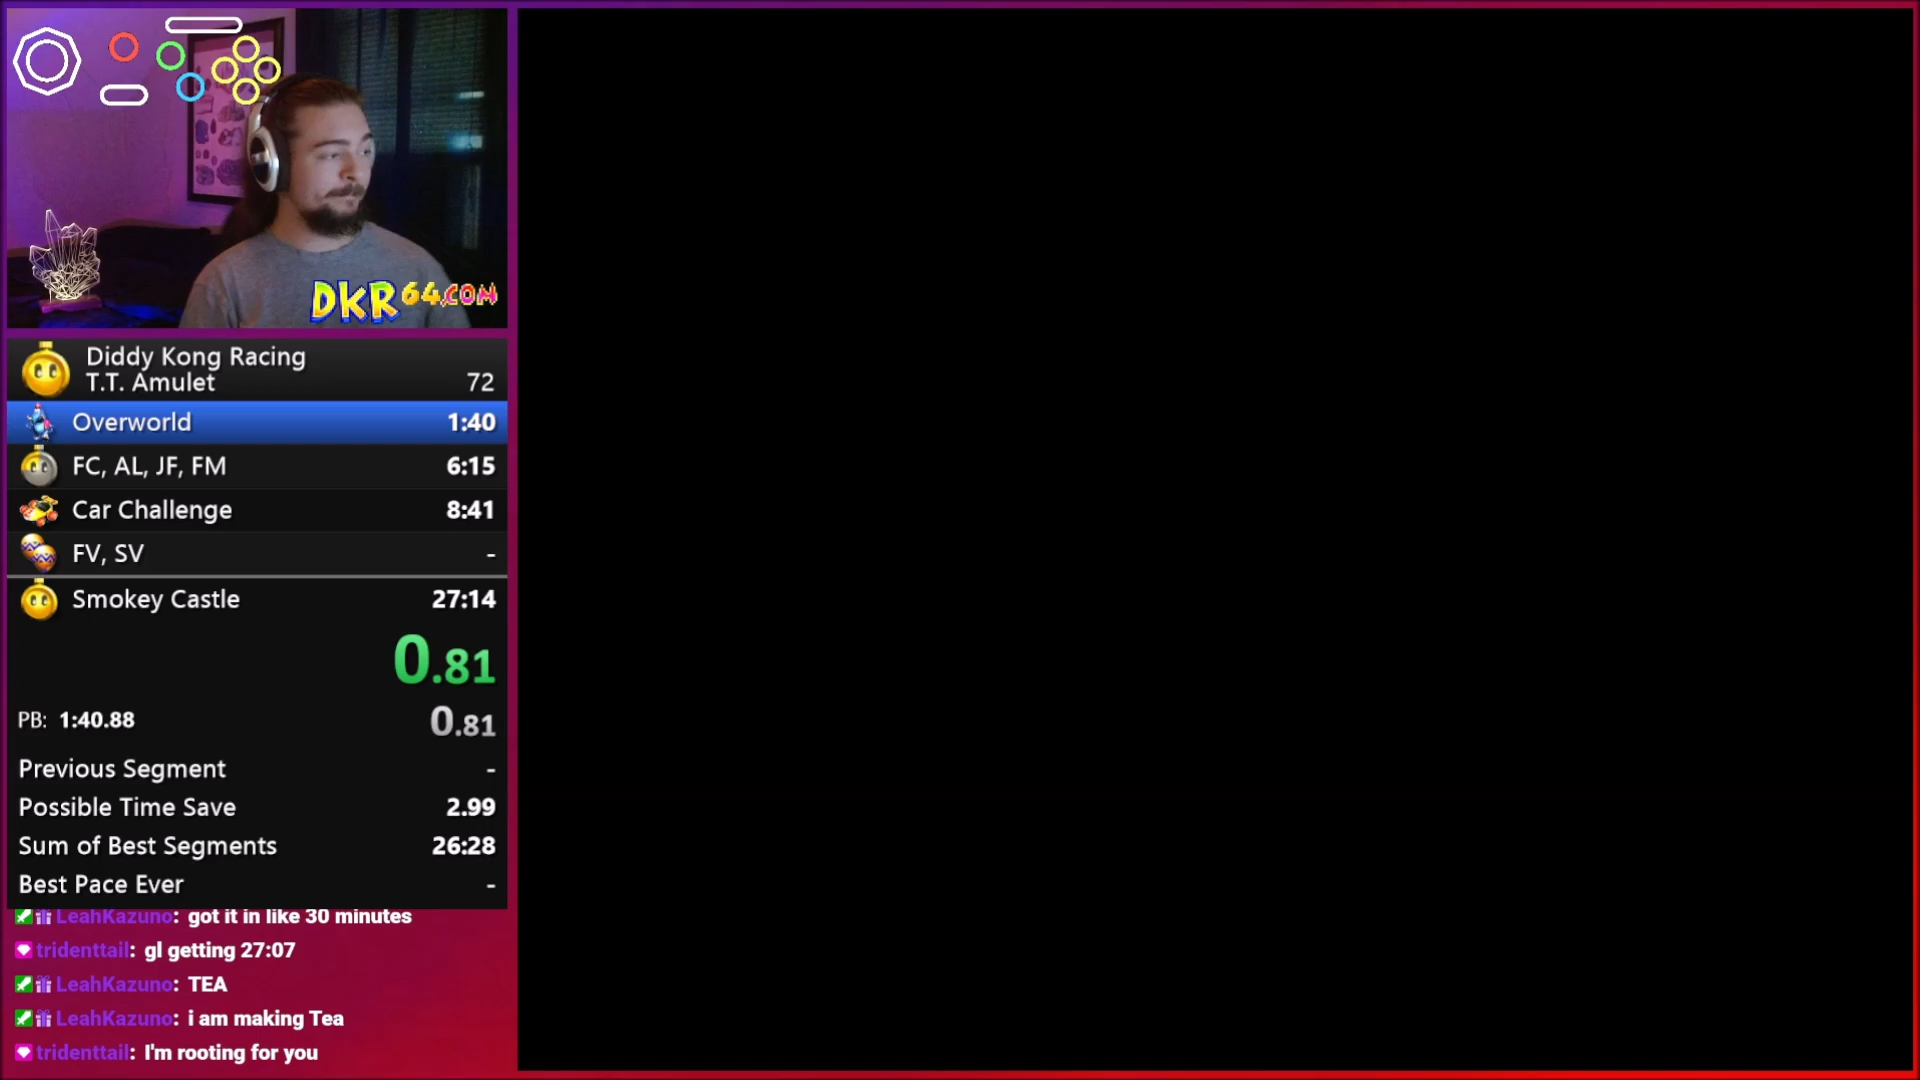 DKR64.COM
Diddy Kong Racing
T.T. Amulet 72
Overworld 1:40
FC, AL, JF, FM 6:15
Car Challenge 8:41
FV, SV -
Smokey Castle 27:14
0.81
PB: 1:40.88 0.81
Previous Segment -
Possible Time Save 2.99
Sum of Best Segments 26:28
Best Pace Ever -
LeahKazuno: got it in like 30 minutes
tridenttail: gl getting 27:07
LeahKazuno: TEA
LeahKazuno: i am making Tea
tridenttail: I'm rooting for you